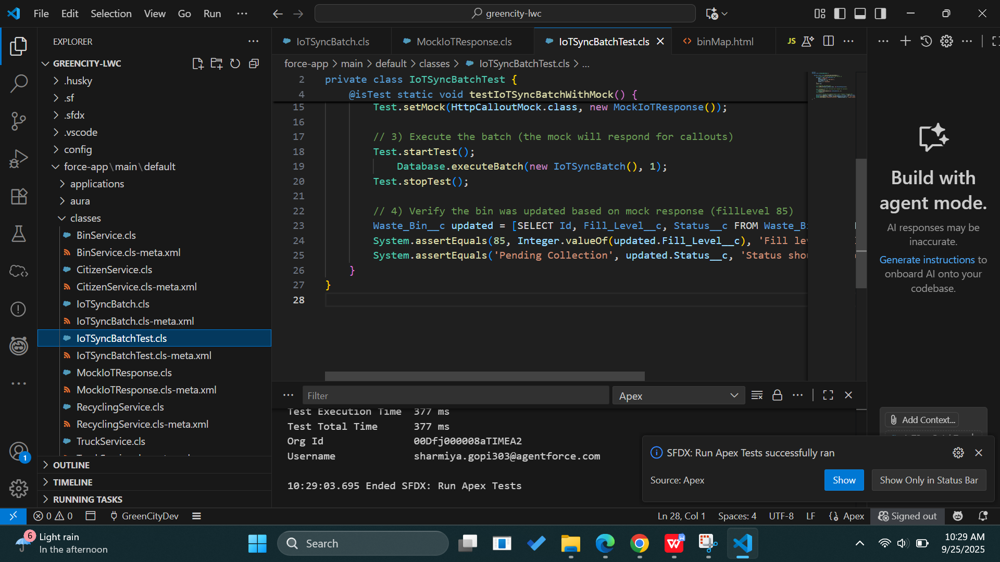 File Edit Selection View Go Run ...
greencity-lwc
EXPLORER
GREENCITY-LWC
.husky
.sf
.sfdx
.vscode
config
force-app\main\default
applications
aura
classes
BinService.cls
BinService.cls-meta.xml
CitizenService.cls
CitizenService.cls-meta.xml
IoTSyncBatch.cls
IoTSyncBatch.cls-meta.xml
IoTSyncBatchTest.cls
IoTSyncBatchTest.cls-meta.xml
MockIoTResponse.cls
MockIoTResponse.cls-meta.xml
RecyclingService.cls
RecyclingService.cls-meta.xml
TruckService.cls
OUTLINE
TIMELINE
RUNNING TASKS
1
IoTSyncBatch.cls MockIoTResponse.cls IoTSyncBatchTest.cls <> binMap.html JS
force-app > main > default > classes > IoTSyncBatchTest.cls > ...
2 private class IoTSyncBatchTest {
4 @isTest static void testIoTSyncBatchWithMock() {
15 Test.setMock(HttpCalloutMock.class, new MockIoTResponse());
16
17 // 3) Execute the batch (the mock will respond for callouts)
18 Test.startTest();
19 Database.executeBatch(new IoTSyncBatch(), 1);
20 Test.stopTest();
21
22 // 4) Verify the bin was updated based on mock response (fillLevel 85)
23 Waste_Bin__c updated = [SELECT Id, Fill_Level__c, Status__c FROM Waste_Bi
24 System.assertEquals(85, Integer.valueOf(updated.Fill_Level__c), 'Fill lev
25 System.assertEquals('Pending Collection', updated.Status__c, 'Status shou
26 }
27 }
28
Filter
Apex
Test Execution Time 377 ms
Test Total Time 377 ms
Org Id 00Dfj000008aTIMEA2
Username sharmiya.gopi303@agentforce.com
10:29:03.695 Ended SFDX: Run Apex Tests
Build with
agent mode.
AI responses may be
inaccurate.
Generate instructions to
onboard AI onto your
codebase.
Add Context...
SFDX: Run Apex Tests successfully ran
Source: Apex
Show
Show Only in Status Bar
0 0 GreenCityDev
Ln 28, Col 1 Spaces: 4 UTF-8 LF Apex Signed out
6
Light rain
In the afternoon
Search
10:29 AM
9/25/2025